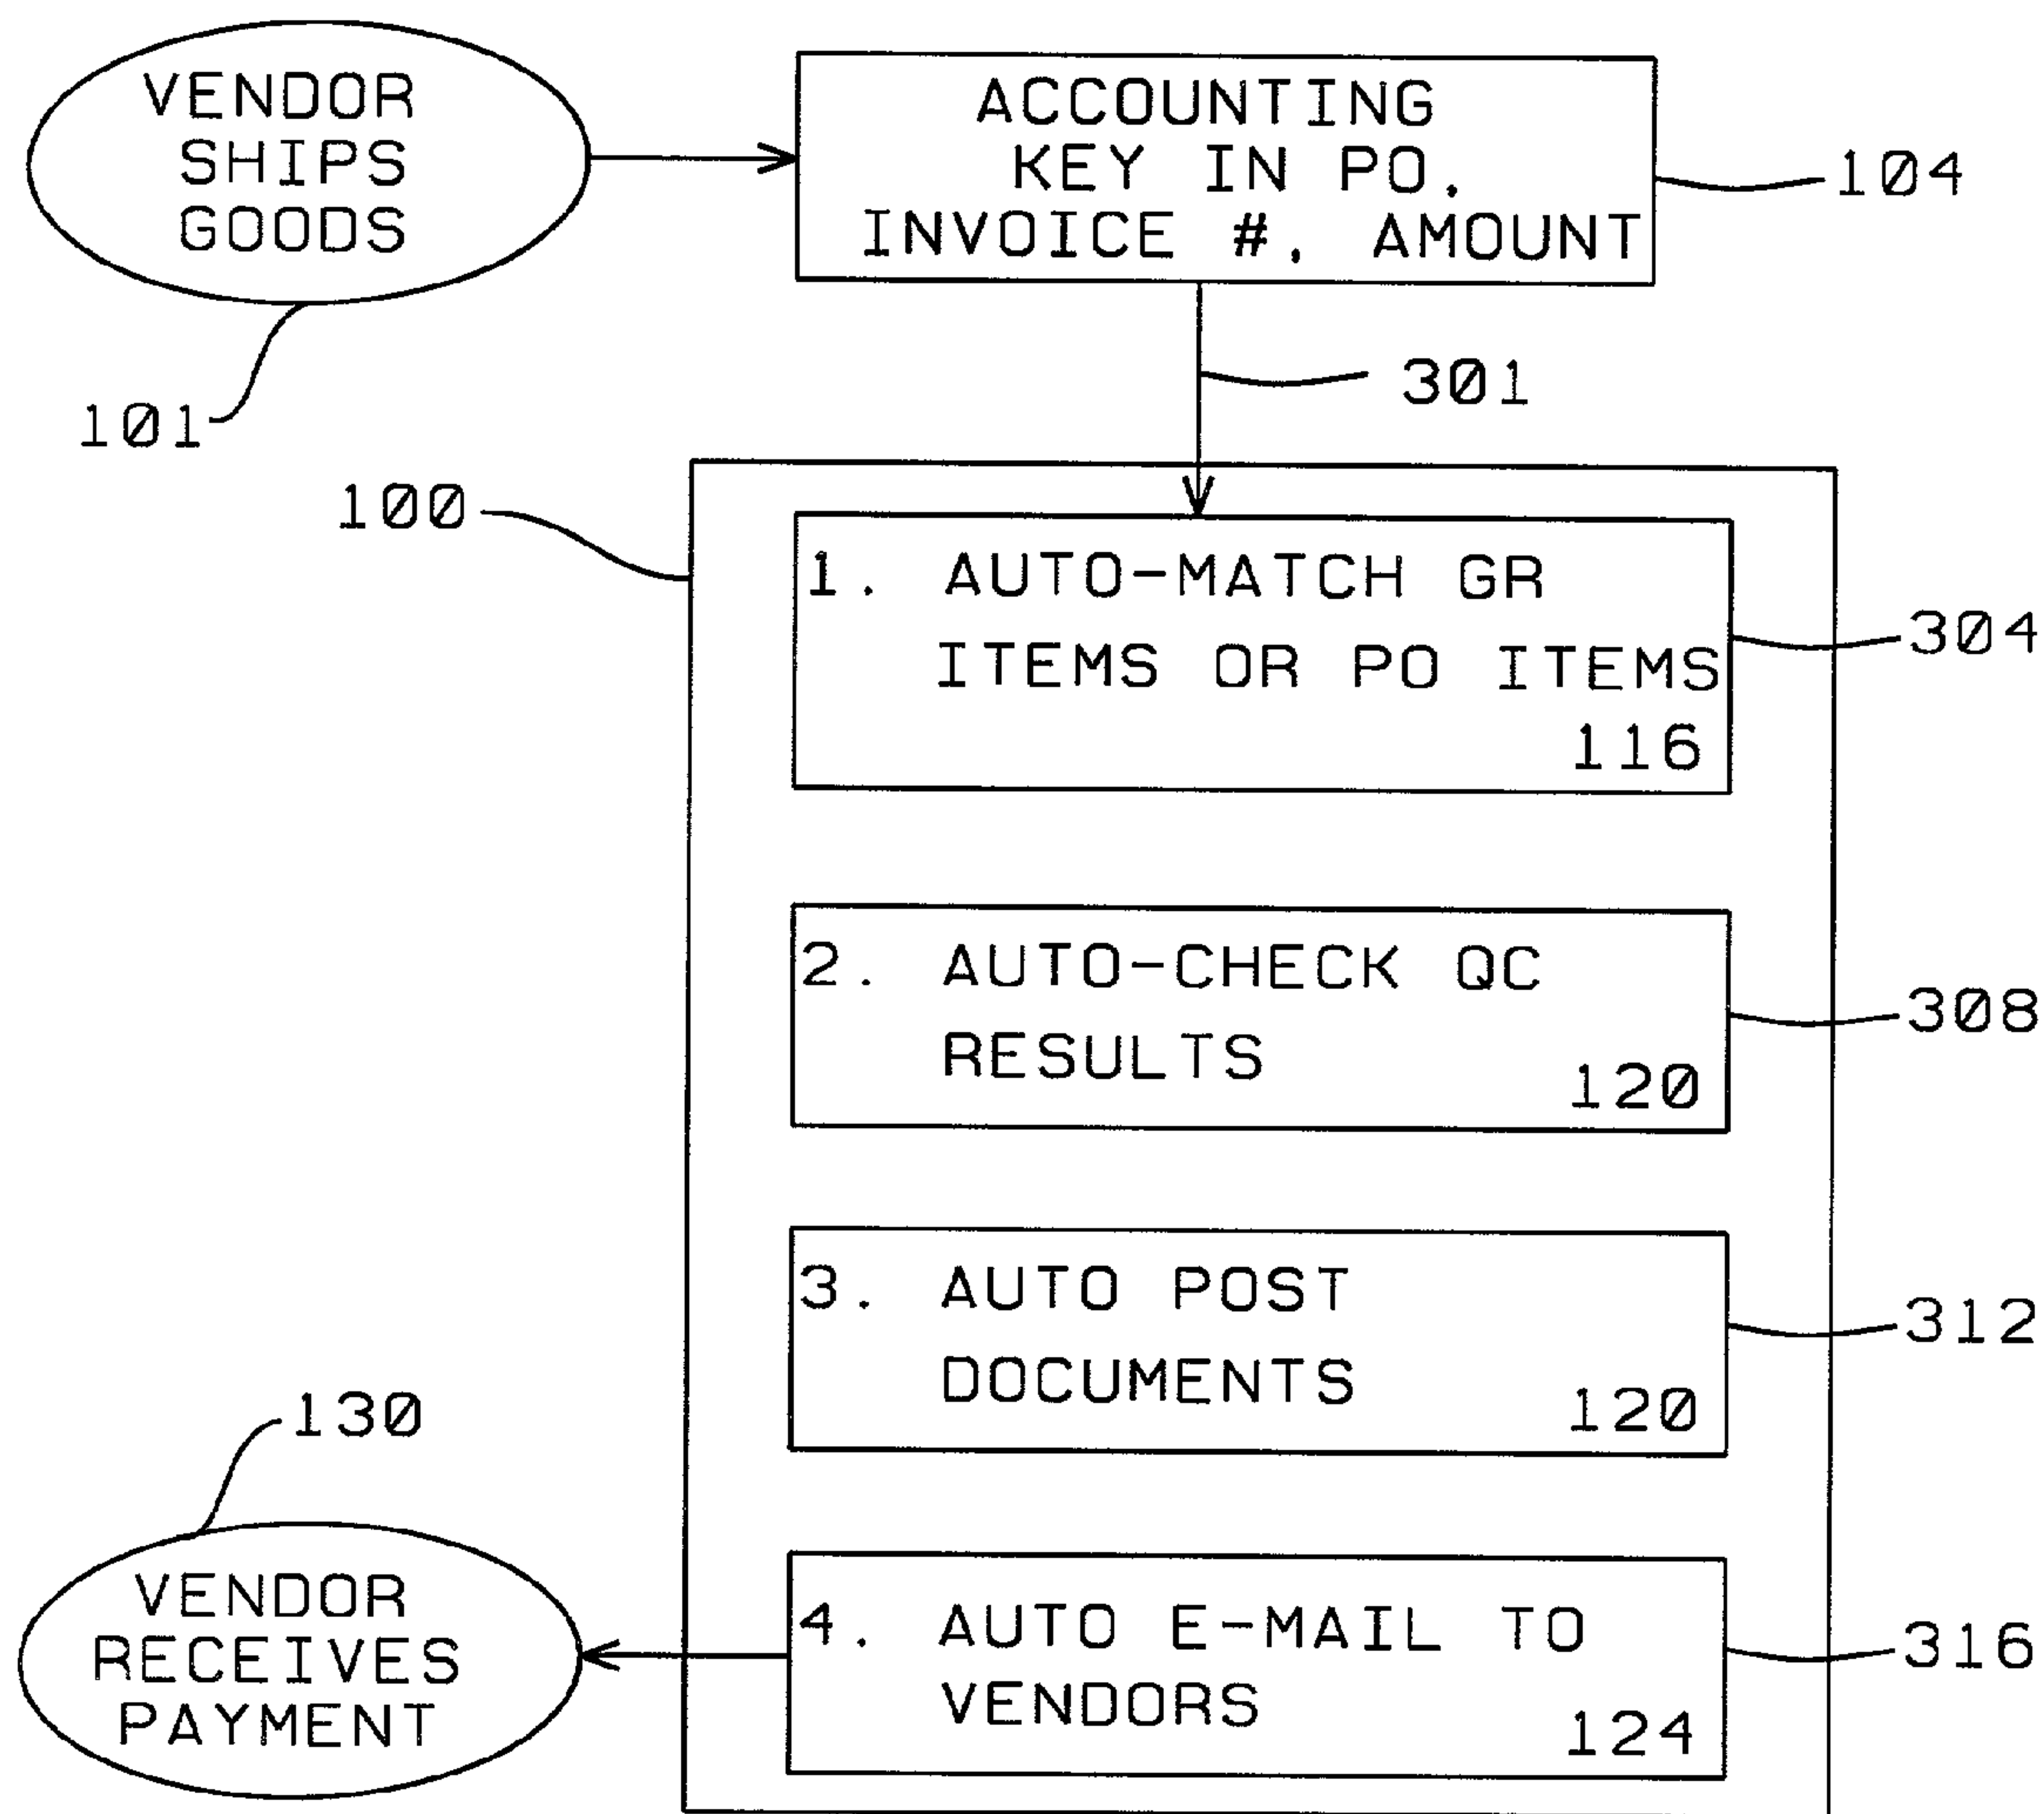 VENDOR
SHIPS
GOODS
101
ACCOUNTING
KEY IN PO,
INVOICE #, AMOUNT
104
301
100
1. AUTO-MATCH GR
ITEMS OR PO ITEMS
116
304
2. AUTO-CHECK QC
RESULTS
120
308
3. AUTO POST
DOCUMENTS
120
312
4. AUTO E-MAIL TO
VENDORS
124
316
130
VENDOR
RECEIVES
PAYMENT